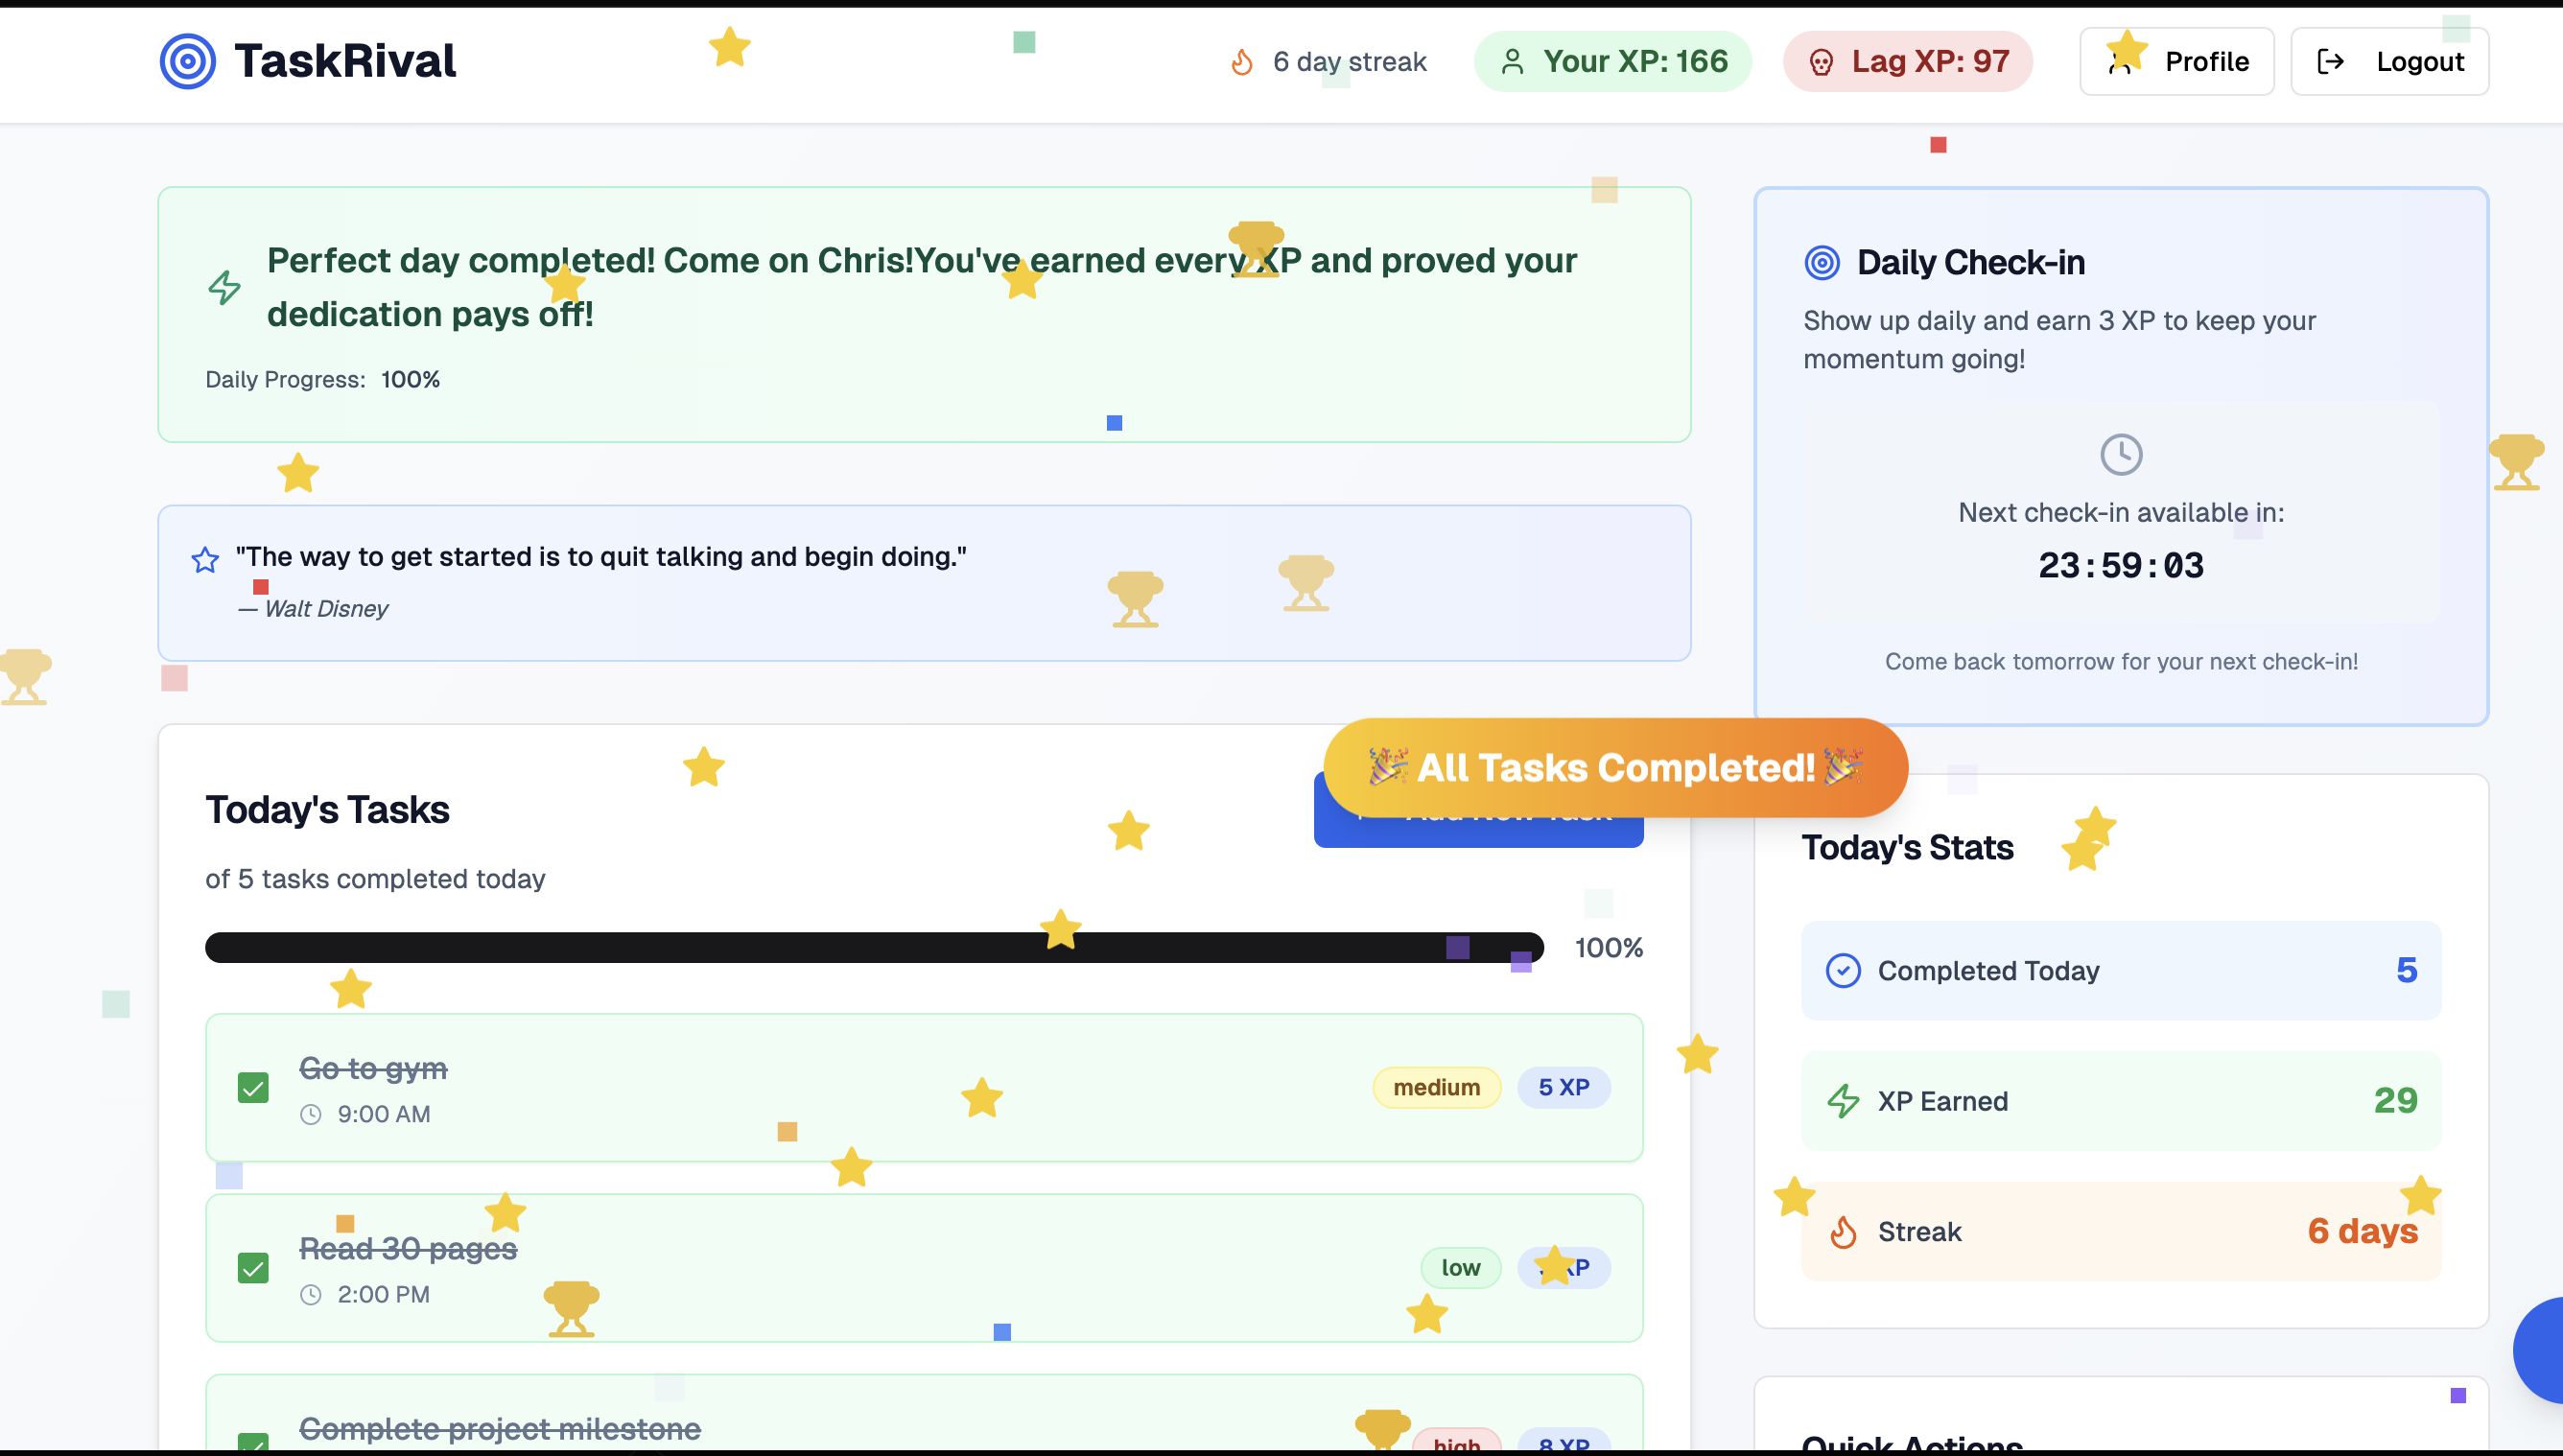 TaskRival
6 day streak
Your XP: 166
Lag XP: 97
Profile
Logout
Perfect day completed! Come on Chris!You've earned every XP and proved your
dedication pays off!
Daily Progress: 100%
"The way to get started is to quit talking and begin doing."
— Walt Disney
Daily Check-in
Show up daily and earn 3 XP to keep your
momentum going!
Next check-in available in:
23:59:03
Come back tomorrow for your next check-in!
🎉 All Tasks Completed! 🎉
Today's Tasks
Add New Task
of 5 tasks completed today
100%
Go to gym
medium
5 XP
9:00 AM
Read 30 pages
low
XP
2:00 PM
Complete project milestone
high
8 XP
Today's Stats
Completed Today
5
XP Earned
29
Streak
6 days
Quick Actions